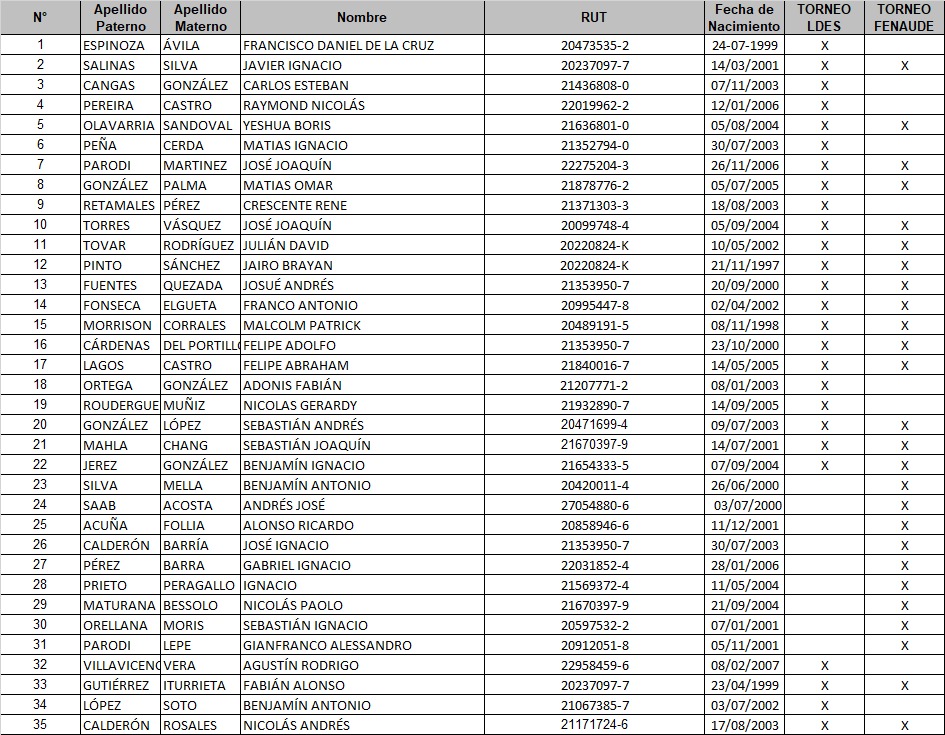 N° Apellido Paterno Apellido Materno Nombre RUT Fecha de Nacimiento TORNEO LDES TORNEO FENAUDE
1 ESPINOZA ÁVILA FRANCISCO DANIEL DE LA CRUZ 20473535-2 24-07-1999 X
2 SALINAS SILVA JAVIER IGNACIO 20237097-7 14/03/2001 X X
3 CANGAS GONZÁLEZ CARLOS ESTEBAN 21436808-0 07/11/2003 X
4 PEREIRA CASTRO RAYMOND NICOLÁS 22019962-2 12/01/2006 X
5 OLAVARRIA SANDOVAL YESHUA BORIS 21636801-0 05/08/2004 X X
6 PEÑA CERDA MATIAS IGNACIO 21352794-0 30/07/2003 X
7 PARODI MARTINEZ JOSÉ JOAQUÍN 22275204-3 26/11/2006 X X
8 GONZÁLEZ PALMA MATIAS OMAR 21878776-2 05/07/2005 X X
9 RETAMALES PÉREZ CRESCENTE RENE 21371303-3 18/08/2003 X
10 TORRES VÁSQUEZ JOSÉ JOAQUÍN 20099748-4 05/09/2004 X X
11 TOVAR RODRÍGUEZ JULIÁN DAVID 20220824-K 10/05/2002 X X
12 PINTO SÁNCHEZ JAIRO BRAYAN 20220824-K 21/11/1997 X X
13 FUENTES QUEZADA JOSUÉ ANDRÉS 21353950-7 20/09/2000 X X
14 FONSECA ELGUETA FRANCO ANTONIO 20995447-8 02/04/2002 X X
15 MORRISON CORRALES MALCOLM PATRICK 20489191-5 08/11/1998 X X
16 CÁRDENAS DEL PORTILLO FELIPE ADOLFO 21353950-7 23/10/2000 X X
17 LAGOS CASTRO FELIPE ABRAHAM 21840016-7 14/05/2005 X X
18 ORTEGA GONZÁLEZ ADONIS FABIÁN 21207771-2 08/01/2003 X
19 ROUDERGUE MUÑIZ NICOLAS GERARDY 21932890-7 14/09/2005 X
20 GONZÁLEZ LÓPEZ SEBASTIÁN ANDRÉS 20471699-4 09/07/2003 X X
21 MAHLA CHANG SEBASTIÁN JOAQUÍN 21670397-9 14/07/2001 X X
22 JEREZ GONZÁLEZ BENJAMÍN IGNACIO 21654333-5 07/09/2004 X X
23 SILVA MELLA BENJAMÍN ANTONIO 20420011-4 26/06/2000 X
24 SAAB ACOSTA ANDRÉS JOSÉ 27054880-6 03/07/2000 X
25 ACUÑA FOLLIA ALONSO RICARDO 20858946-6 11/12/2001 X
26 CALDERÓN BARRÍA JOSÉ IGNACIO 21353950-7 30/07/2003 X
27 PÉREZ BARRA GABRIEL IGNACIO 22031852-4 28/01/2006 X
28 PRIETO PERAGALLO IGNACIO 21569372-4 11/05/2004 X
29 MATURANA BESSOLO NICOLÁS PAOLO 21670397-9 21/09/2004 X
30 ORELLANA MORIS SEBASTIÁN IGNACIO 20597532-2 07/01/2001 X
31 PARODI LEPE GIANFRANCO ALESSANDRO 20912051-8 05/11/2001 X
32 VILLAVICENC VERA AGUSTÍN RODRIGO 22958459-6 08/02/2007 X
33 GUTIÉRREZ ITURRIETA FABIÁN ALONSO 20237097-7 23/04/1999 X X
34 LÓPEZ SOTO BENJAMÍN ANTONIO 21067385-7 03/07/2002 X
35 CALDERÓN ROSALES NICOLÁS ANDRÉS 21171724-6 17/08/2003 X X